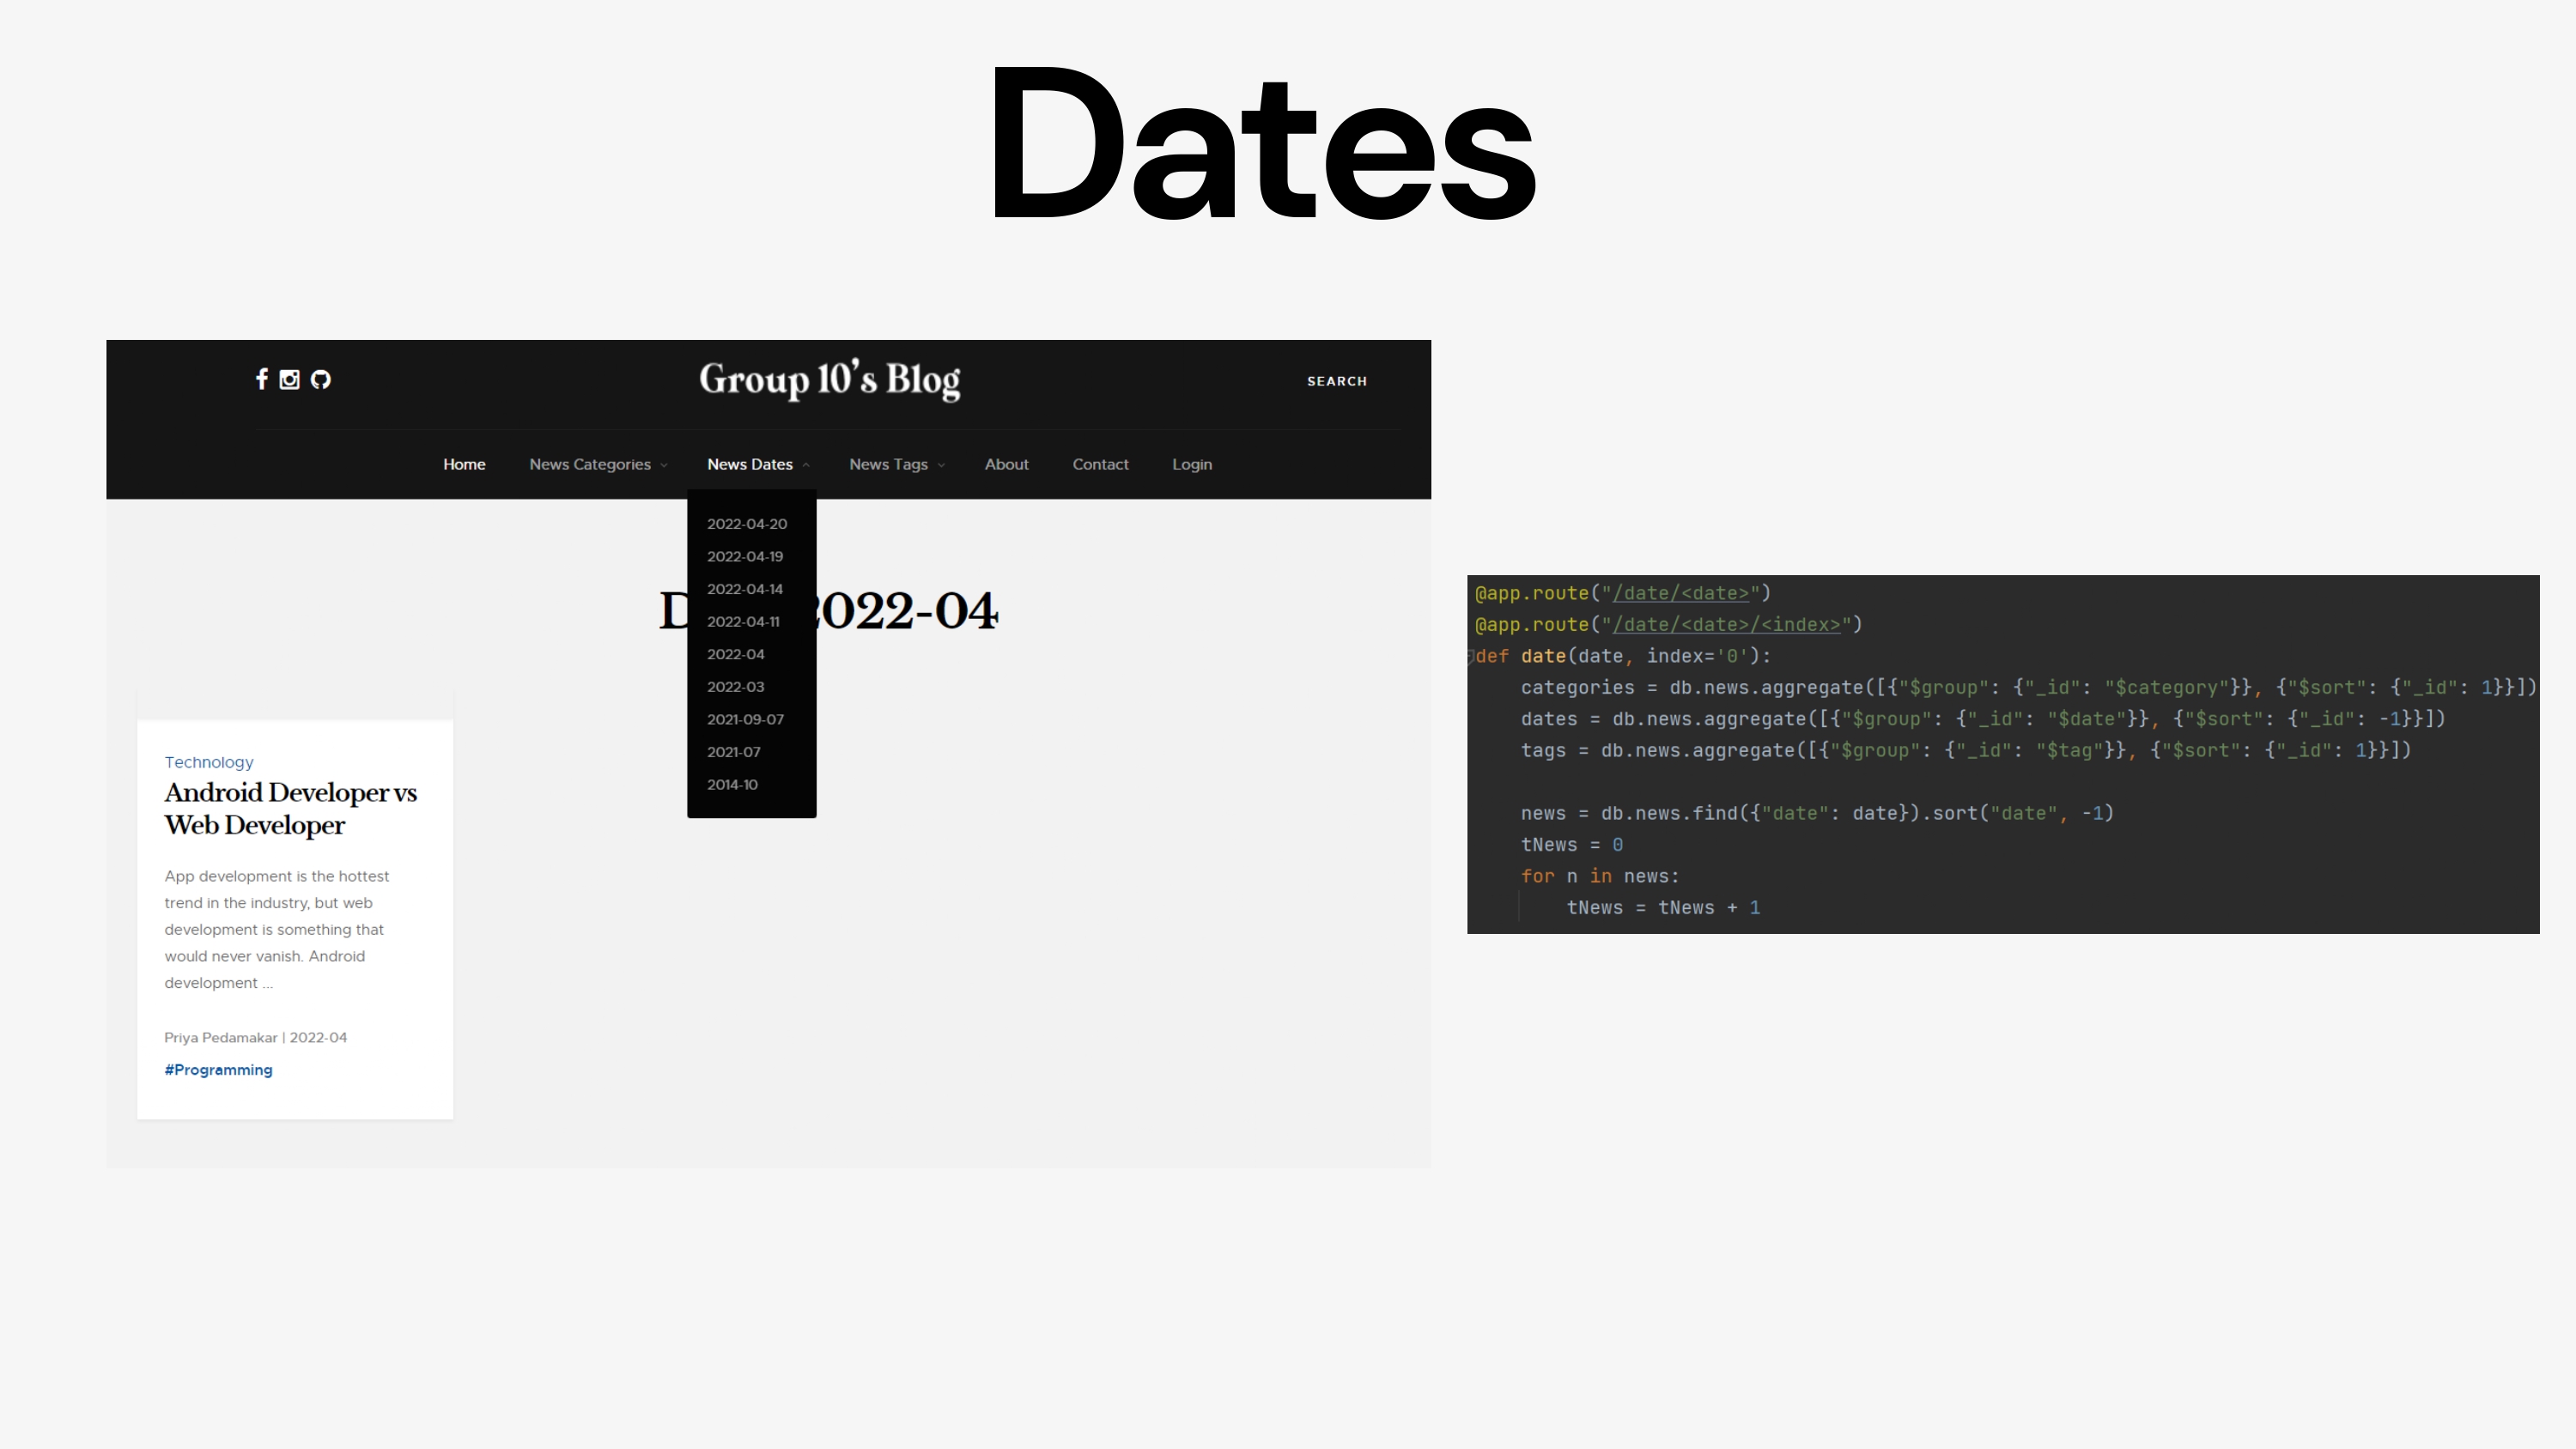 Dates
Group 10's Blog
SEARCH
Home News Categories News Dates News Tags About Contact Login
2022-04-20
2022-04-19
2022-04-14
2022-04-11
2022-04
2022-03
2021-09-07
2021-07
2014-10
D 2022-04
Technology
Android Developer vs
Web Developer
App development is the hottest
trend in the industry, but web
development is something that
would never vanish. Android
development ...
Priya Pedamakar | 2022-04
#Programming
@app.route("/date/<date>")
@app.route("/date/<date>/<index>")
def date(date, index='0'):
    categories = db.news.aggregate([{"$group": {"_id": "$category"}}, {"$sort": {"_id": 1}}])
    dates = db.news.aggregate([{"$group": {"_id": "$date"}}, {"$sort": {"_id": -1}}])
    tags = db.news.aggregate([{"$group": {"_id": "$tag"}}, {"$sort": {"_id": 1}}])
    news = db.news.find({"date": date}).sort("date", -1)
    tNews = 0
    for n in news:
        tNews = tNews + 1